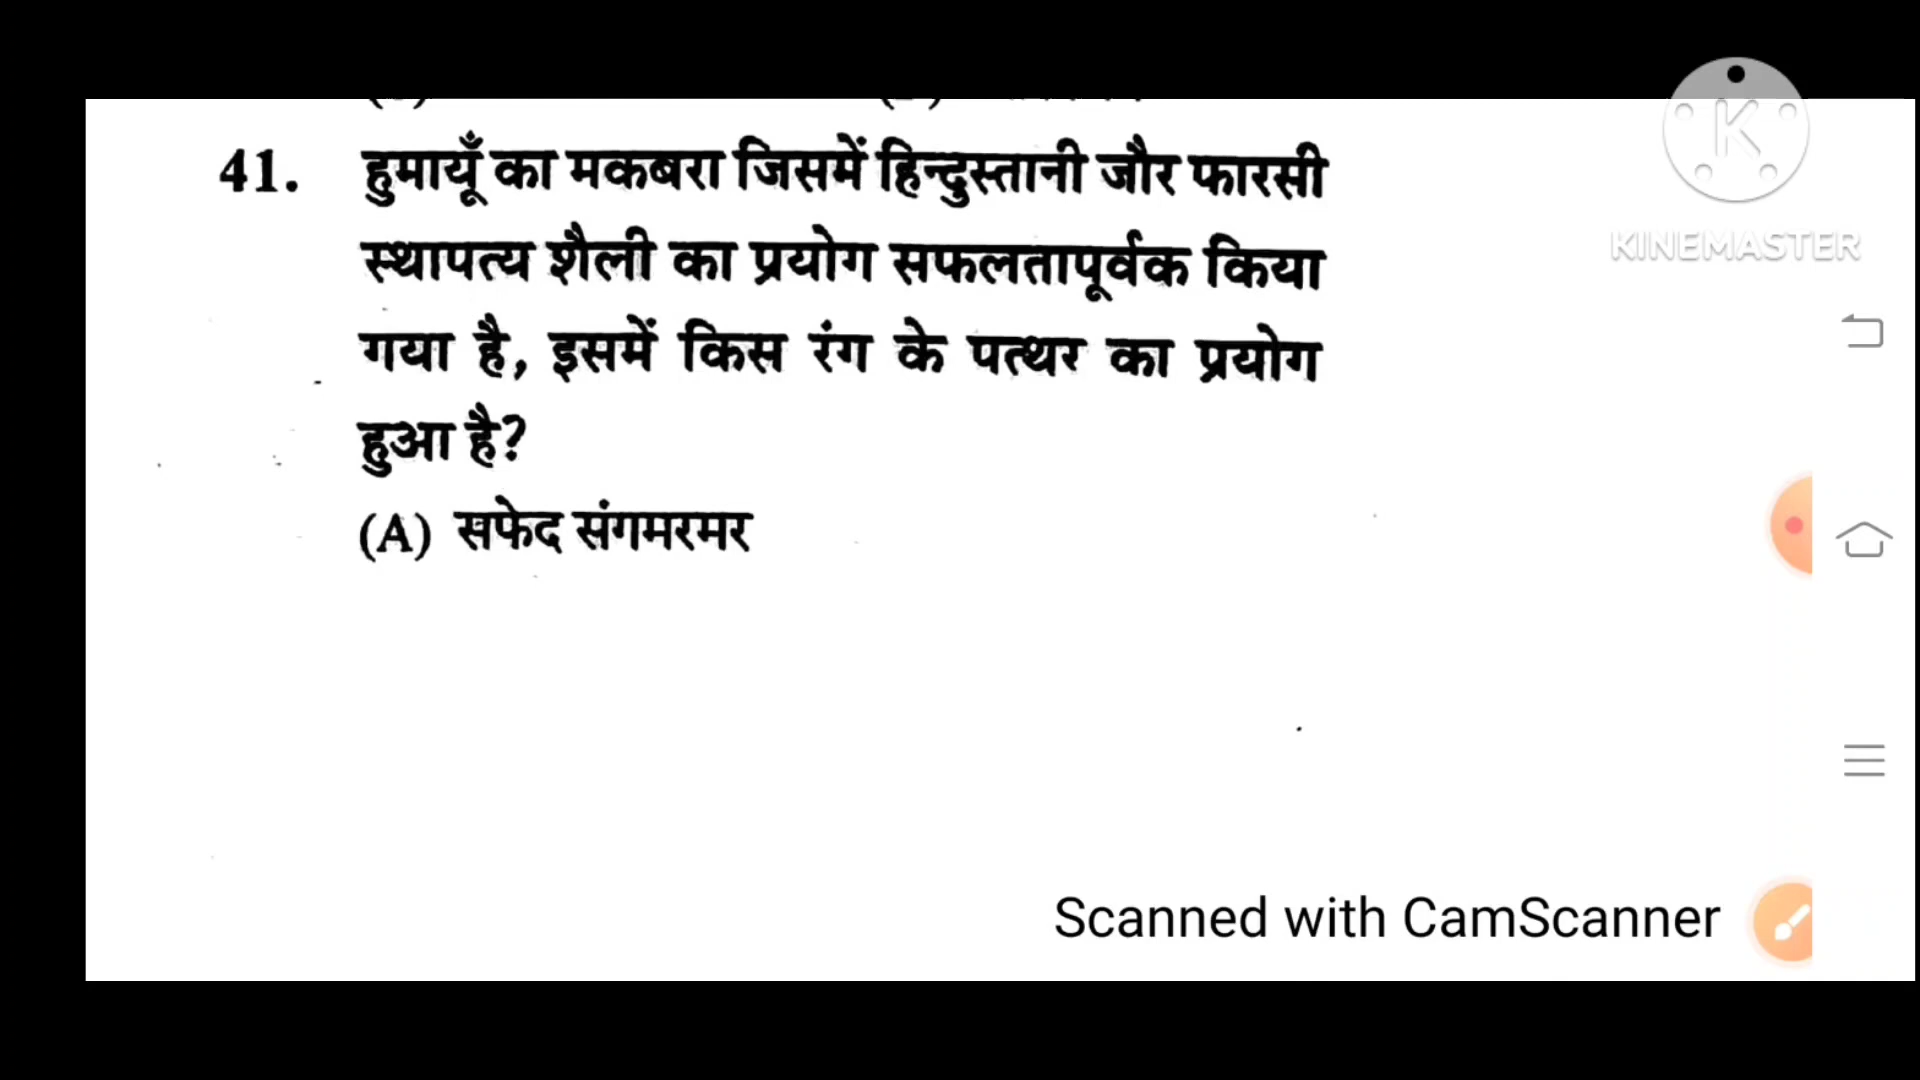 41. हुमायूँ का मकबरा जिसमें हिन्दुस्तानी जौर फारसी
स्थापत्य शैली का प्रयोग सफलतापूर्वक किया
गया है, इसमें किस रंग के पत्थर का प्रयोग
हुआ है?
(A) सफेद संगमरमर
K
KINEMASTER
Scanned with CamScanner